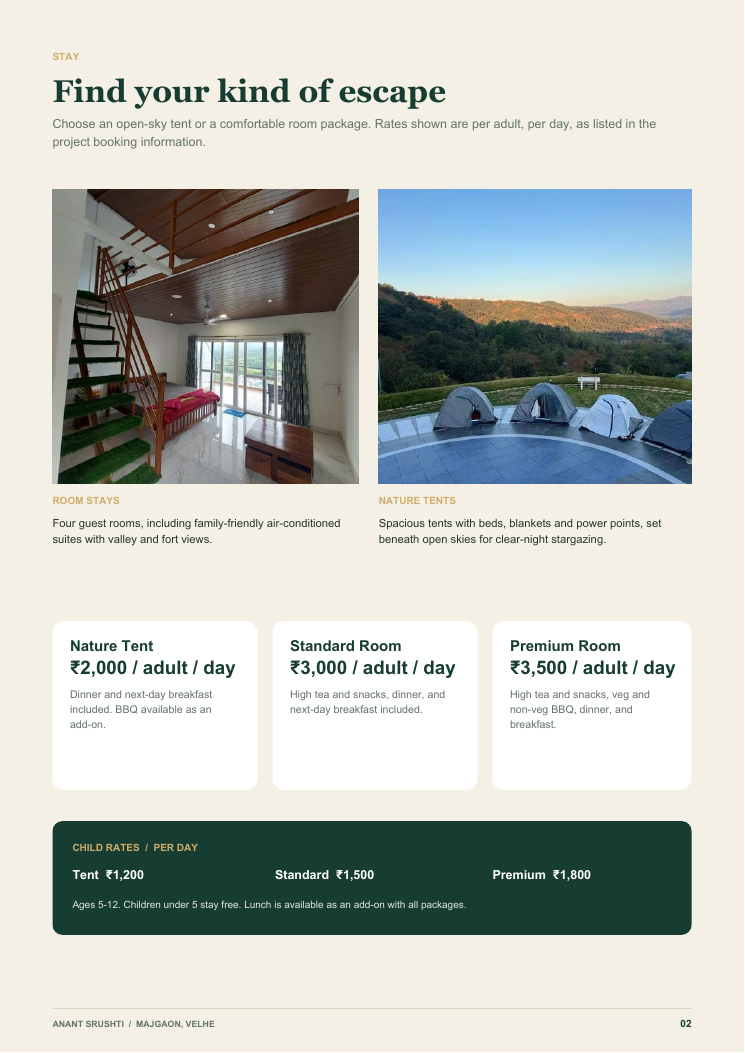 STAY
Find your kind of escape
Choose an open-sky tent or a comfortable room package. Rates shown are per adult, per day, as listed in the
project booking information.
ROOM STAYS
Four guest rooms, including family-friendly air-conditioned
suites with valley and fort views.
NATURE TENTS
Spacious tents with beds, blankets and power points, set
beneath open skies for clear-night stargazing.
Nature Tent
₹2,000 / adult / day
Dinner and next-day breakfast
included. BBQ available as an
add-on.
Standard Room
₹3,000 / adult / day
High tea and snacks, dinner, and
next-day breakfast included.
Premium Room
₹3,500 / adult / day
High tea and snacks, veg and
non-veg BBQ, dinner, and
breakfast.
CHILD RATES / PER DAY
Tent ₹1,200
Standard ₹1,500
Premium ₹1,800
Ages 5-12. Children under 5 stay free. Lunch is available as an add-on with all packages.
ANANT SRUSHTI / MAJGAON, VELHE
02